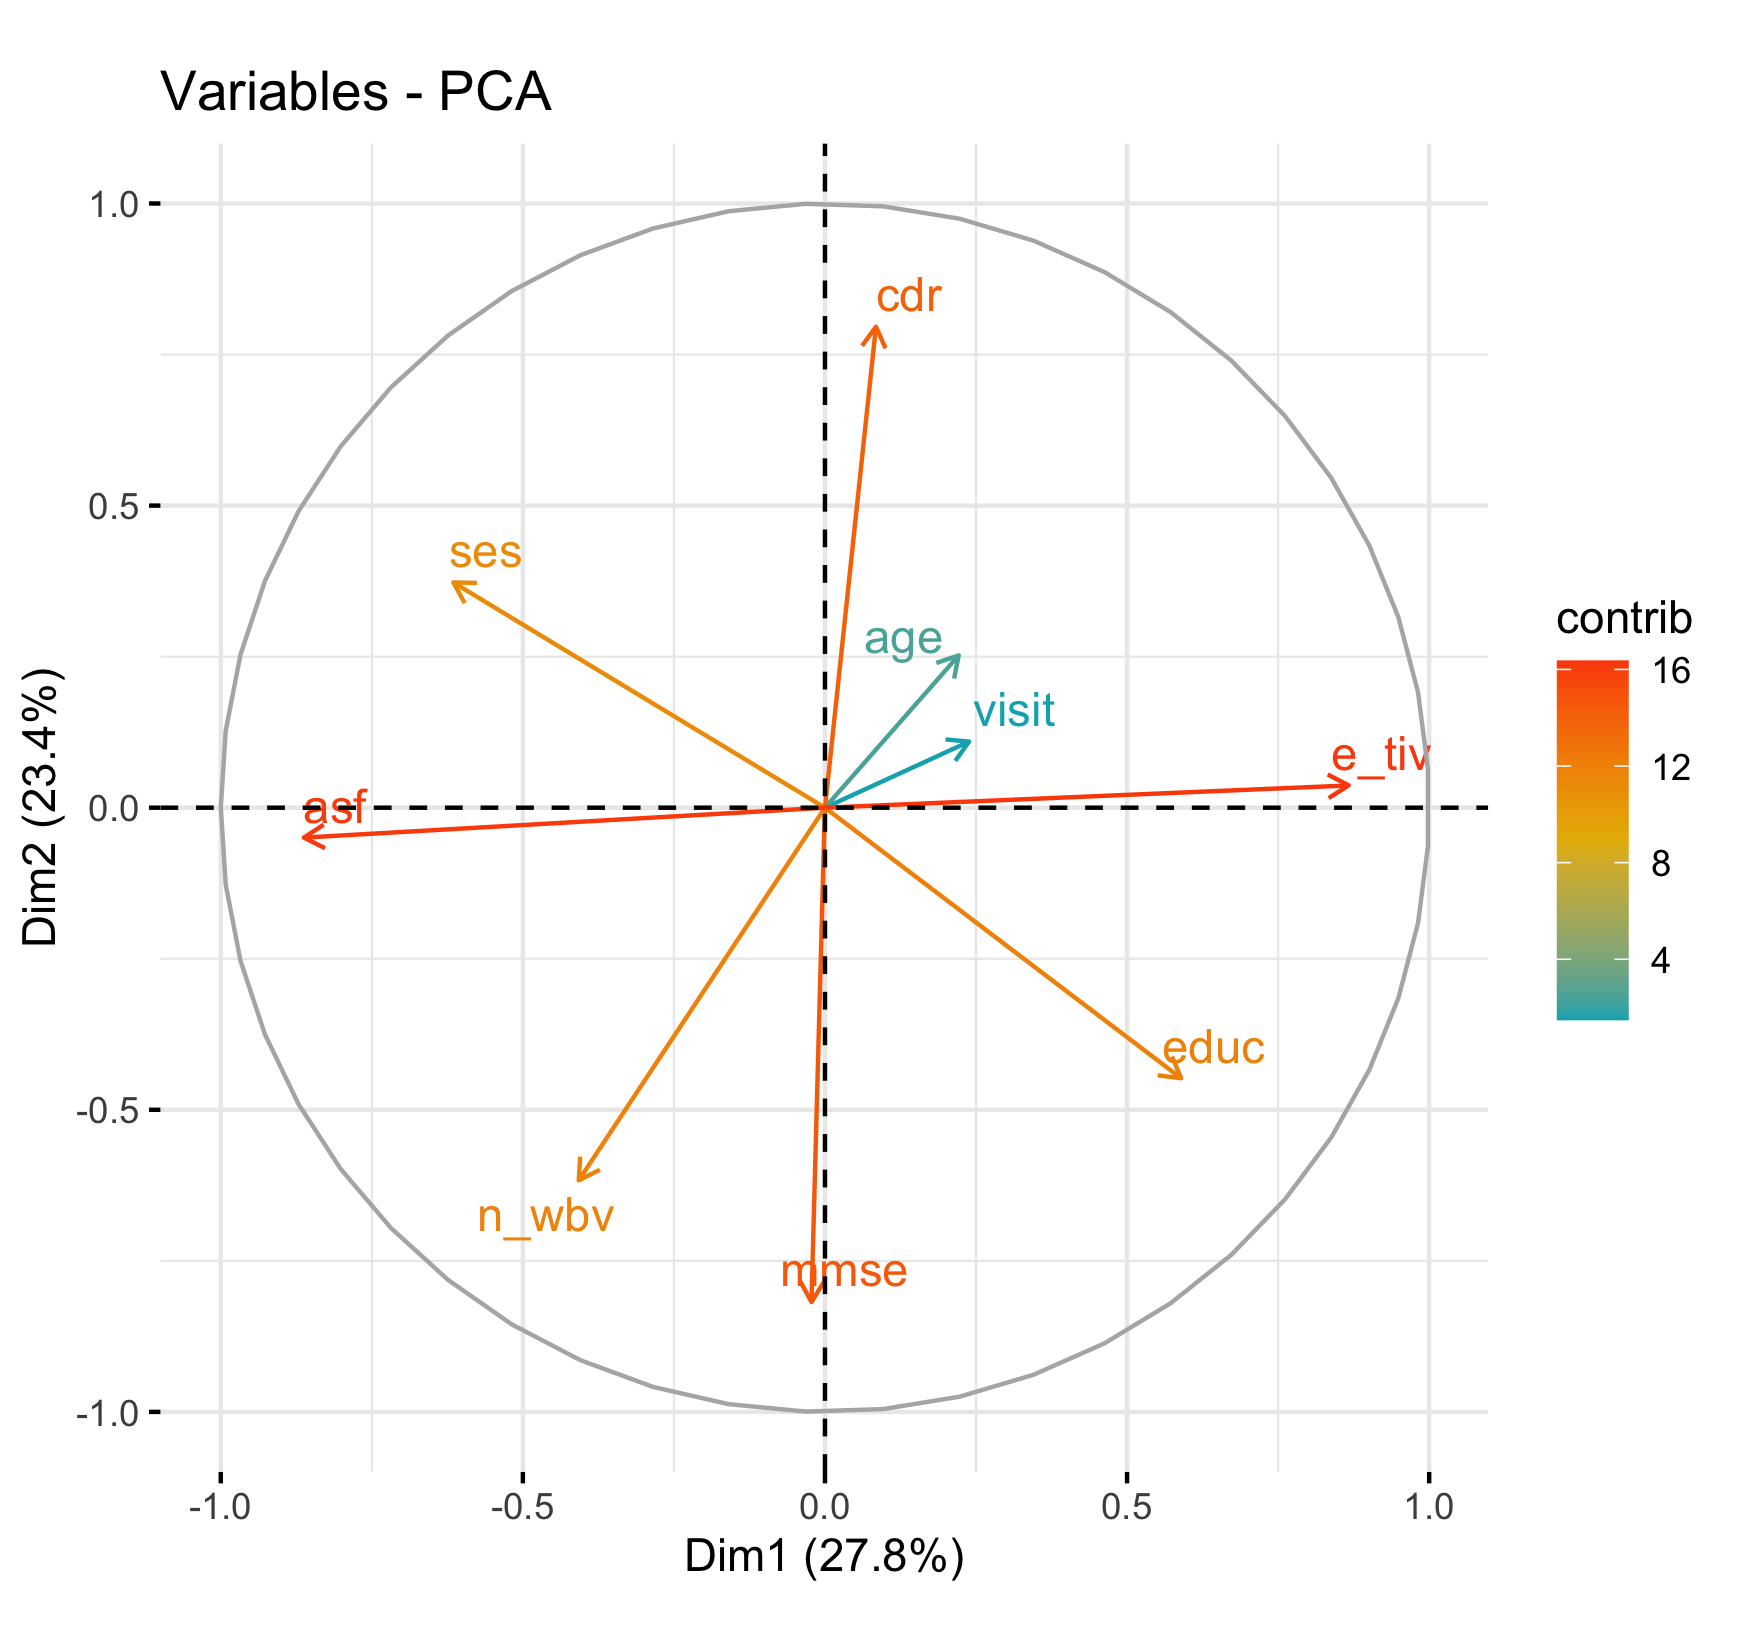 Variables - PCA
1.0
0.5
0.0
-0.5
-1.0
Dim2 (23.4%)
cdr
ses
age
visit
e_tiv
asf
educ
n_wbv
mmse
-1.0
-0.5
0.0
0.5
1.0
Dim1 (27.8%)
contrib
16
12
8
4